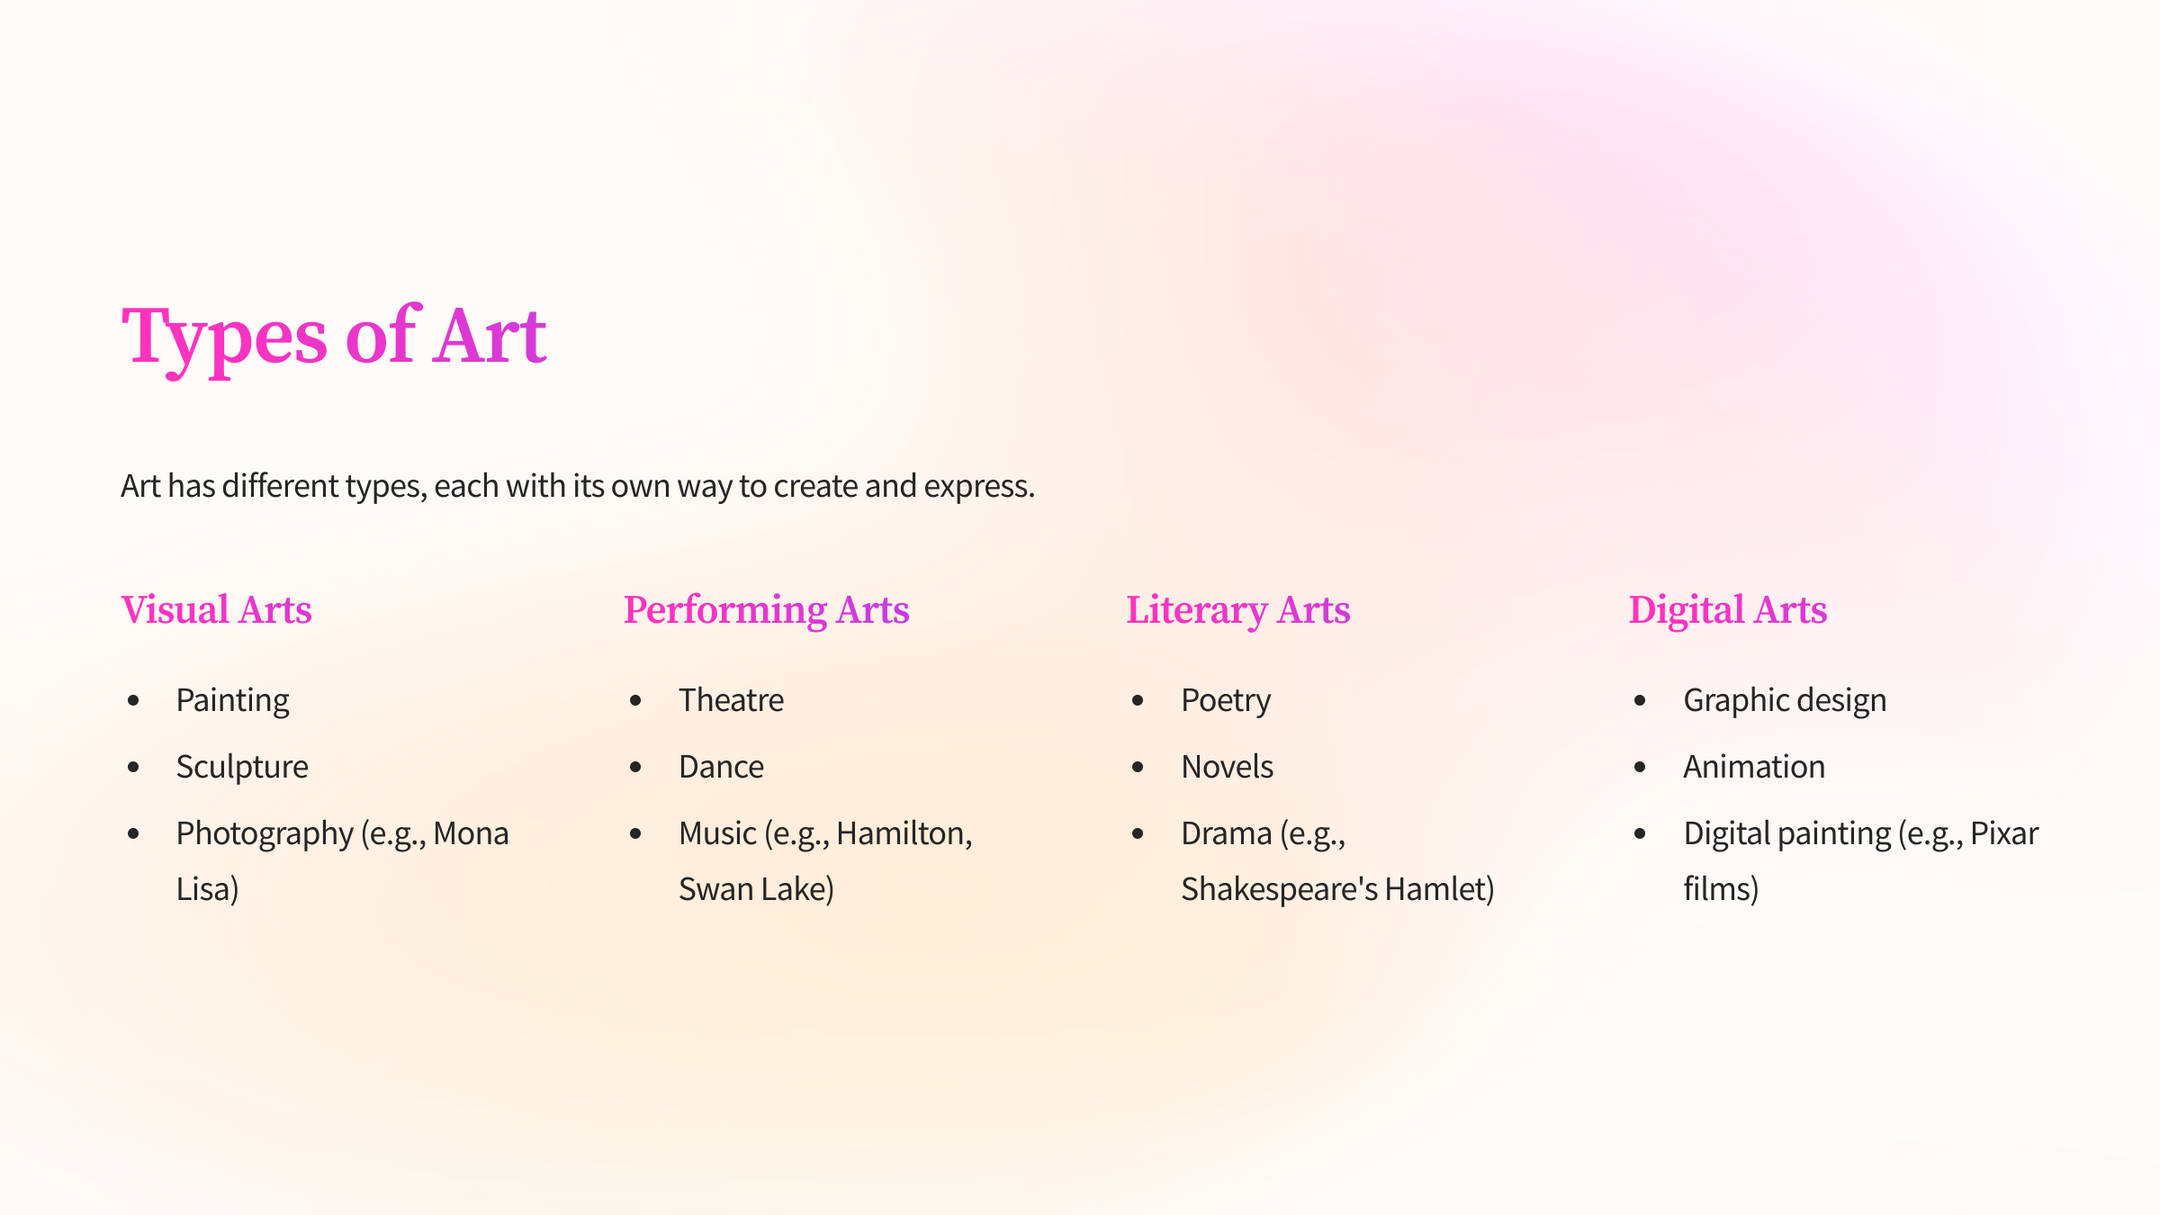 Types of Art
Art has different types, each with its own way to create and express.
Visual Arts
• Painting
• Sculpture
• Photography (e.g., Mona
Lisa)
Performing Arts
• Theatre
• Dance
• Music (e.g., Hamilton,
Swan Lake)
Literary Arts
• Poetry
• Novels
• Drama (e.g.,
Shakespeare's Hamlet)
Digital Arts
• Graphic design
• Animation
• Digital painting (e.g., Pixar
films)